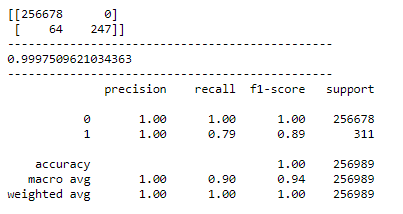 [[256678      0]
 [    64    247]]
------------------------------------------------
0.9997509621034363
------------------------------------------------
              precision    recall  f1-score   support

           0       1.00      1.00      1.00    256678
           1       1.00      0.79      0.89       311

    accuracy                           1.00    256989
   macro avg       1.00      0.90      0.94    256989
weighted avg       1.00      1.00      1.00    256989